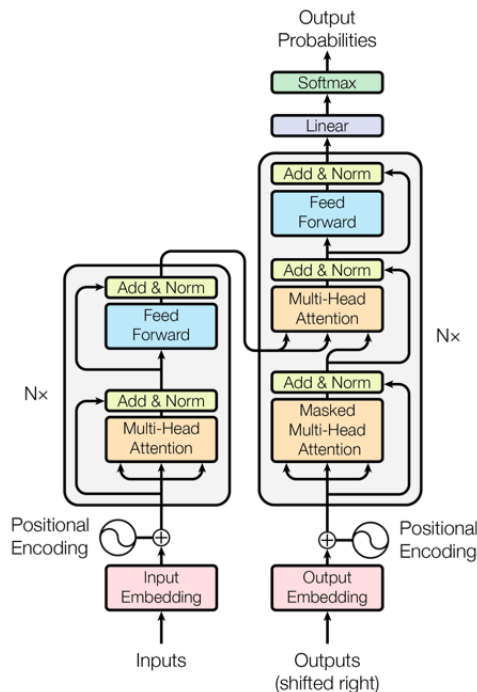 Output
Probabilities
Softmax
Linear
Add & Norm
Feed
Forward
Add & Norm
Multi-Head
Attention
Nx
Add & Norm
Masked
Multi-Head
Attention
Add & Norm
Feed
Forward
Nx
Add & Norm
Multi-Head
Attention
Positional
Encoding
Positional
Encoding
Input
Embedding
Output
Embedding
Inputs
Outputs
(shifted right)